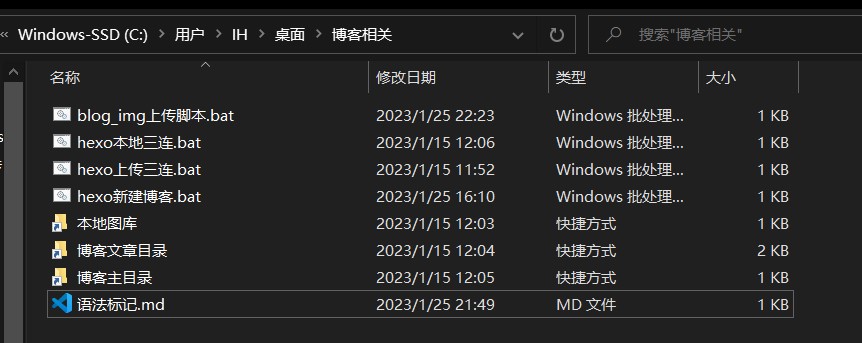 « Windows-SSD (C:) > 用户 > IH > 桌面 > 博客相关 搜索"博客相关"
名称 修改日期 类型 大小
blog_img上传脚本.bat 2023/1/25 22:23 Windows 批处理... 1 KB
hexo本地三连.bat 2023/1/15 12:06 Windows 批处理... 1 KB
hexo上传三连.bat 2023/1/15 11:52 Windows 批处理... 1 KB
hexo新建博客.bat 2023/1/25 16:10 Windows 批处理... 1 KB
本地图库 2023/1/15 12:03 快捷方式 1 KB
博客文章目录 2023/1/15 12:04 快捷方式 2 KB
博客主目录 2023/1/15 12:05 快捷方式 1 KB
语法标记.md 2023/1/25 21:49 MD 文件 1 KB